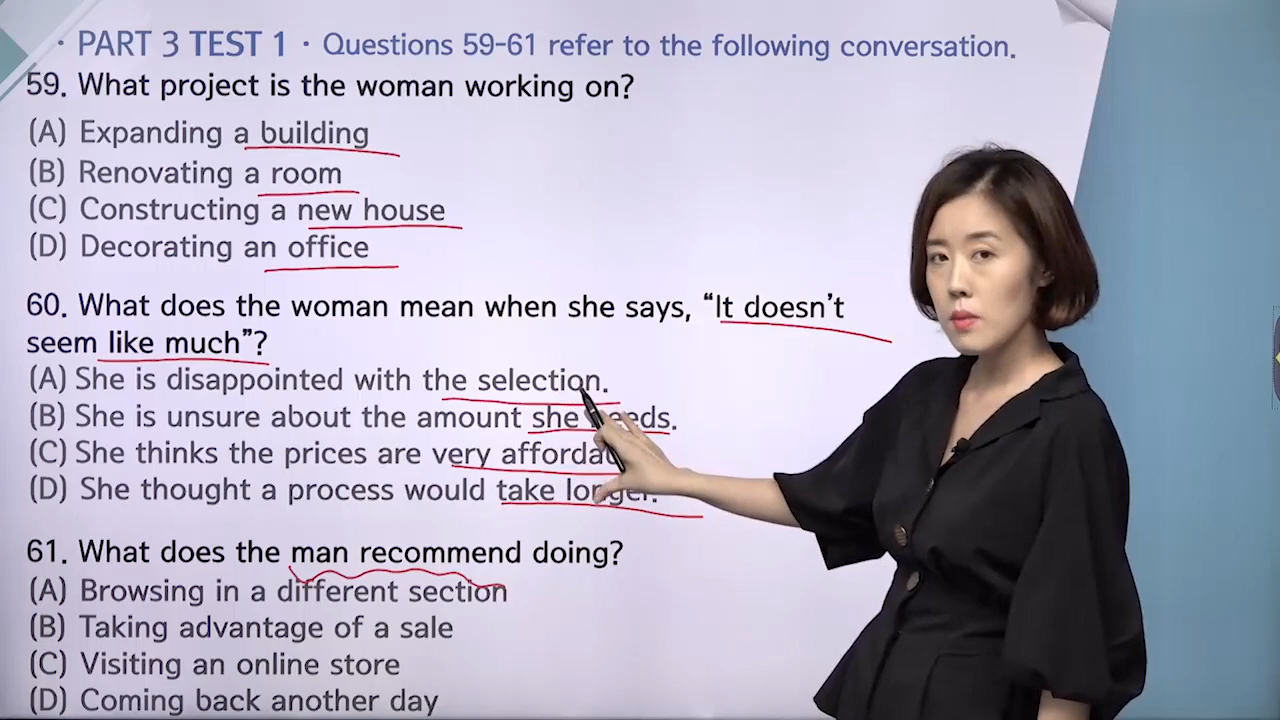 · PART 3 TEST 1 · Questions 59-61 refer to the following conversation.
59. What project is the woman working on?
(A) Expanding a building
(B) Renovating a room
(C) Constructing a new house
(D) Decorating an office
60. What does the woman mean when she says, “It doesn’t
seem like much”?
(A) She is disappointed with the selection.
(B) She is unsure about the amount she needs.
(C) She thinks the prices are very
(D) She thought a process would take longer.
61. What does the man recommend doing?
(A) Browsing in a different section
(B) Taking advantage of a sale
(C) Visiting an online store
(D) Coming back another day